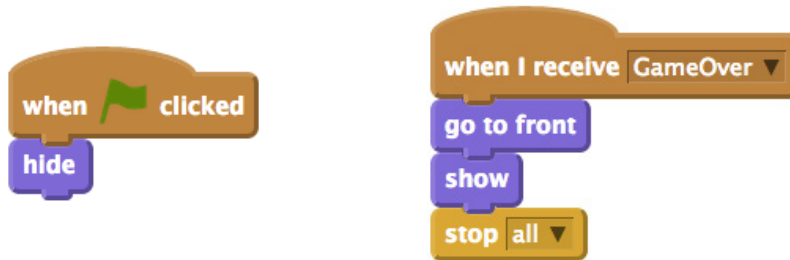 when clicked
hide
when I receive GameOver
go to front
show
stop all